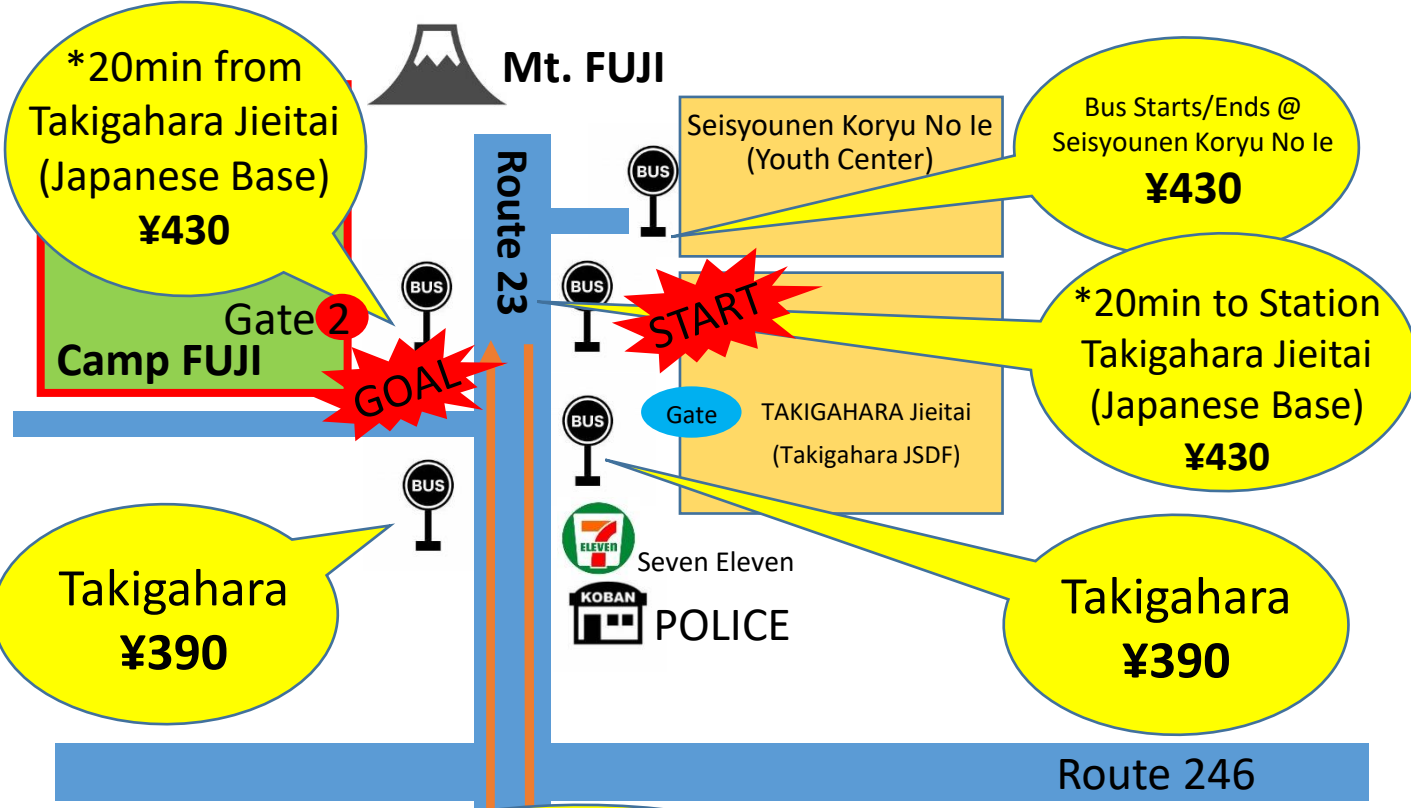 *20min from
Takigahara Jieitai
(Japanese Base)
¥430
Mt. FUJI
Route 23
BUS
Seisyounen Koryu No Ie
(Youth Center)
Bus Starts/Ends @
Seisyounen Koryu No Ie
¥430
BUS
BUS
START
*20min to Station
Takigahara Jieitai
(Japanese Base)
¥430
Gate 2
Camp FUJI
GOAL
BUS
Gate
TAKIGAHARA Jieitai
(Takigahara JSDF)
BUS
Takigahara
¥390
7
ELEVEN
Seven Eleven
KOBAN
POLICE
Takigahara
¥390
Route 246